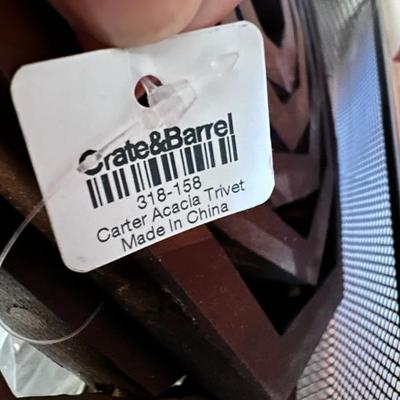 Crate&Barrel
318-158
Carter Acacia Trivet
Made In China